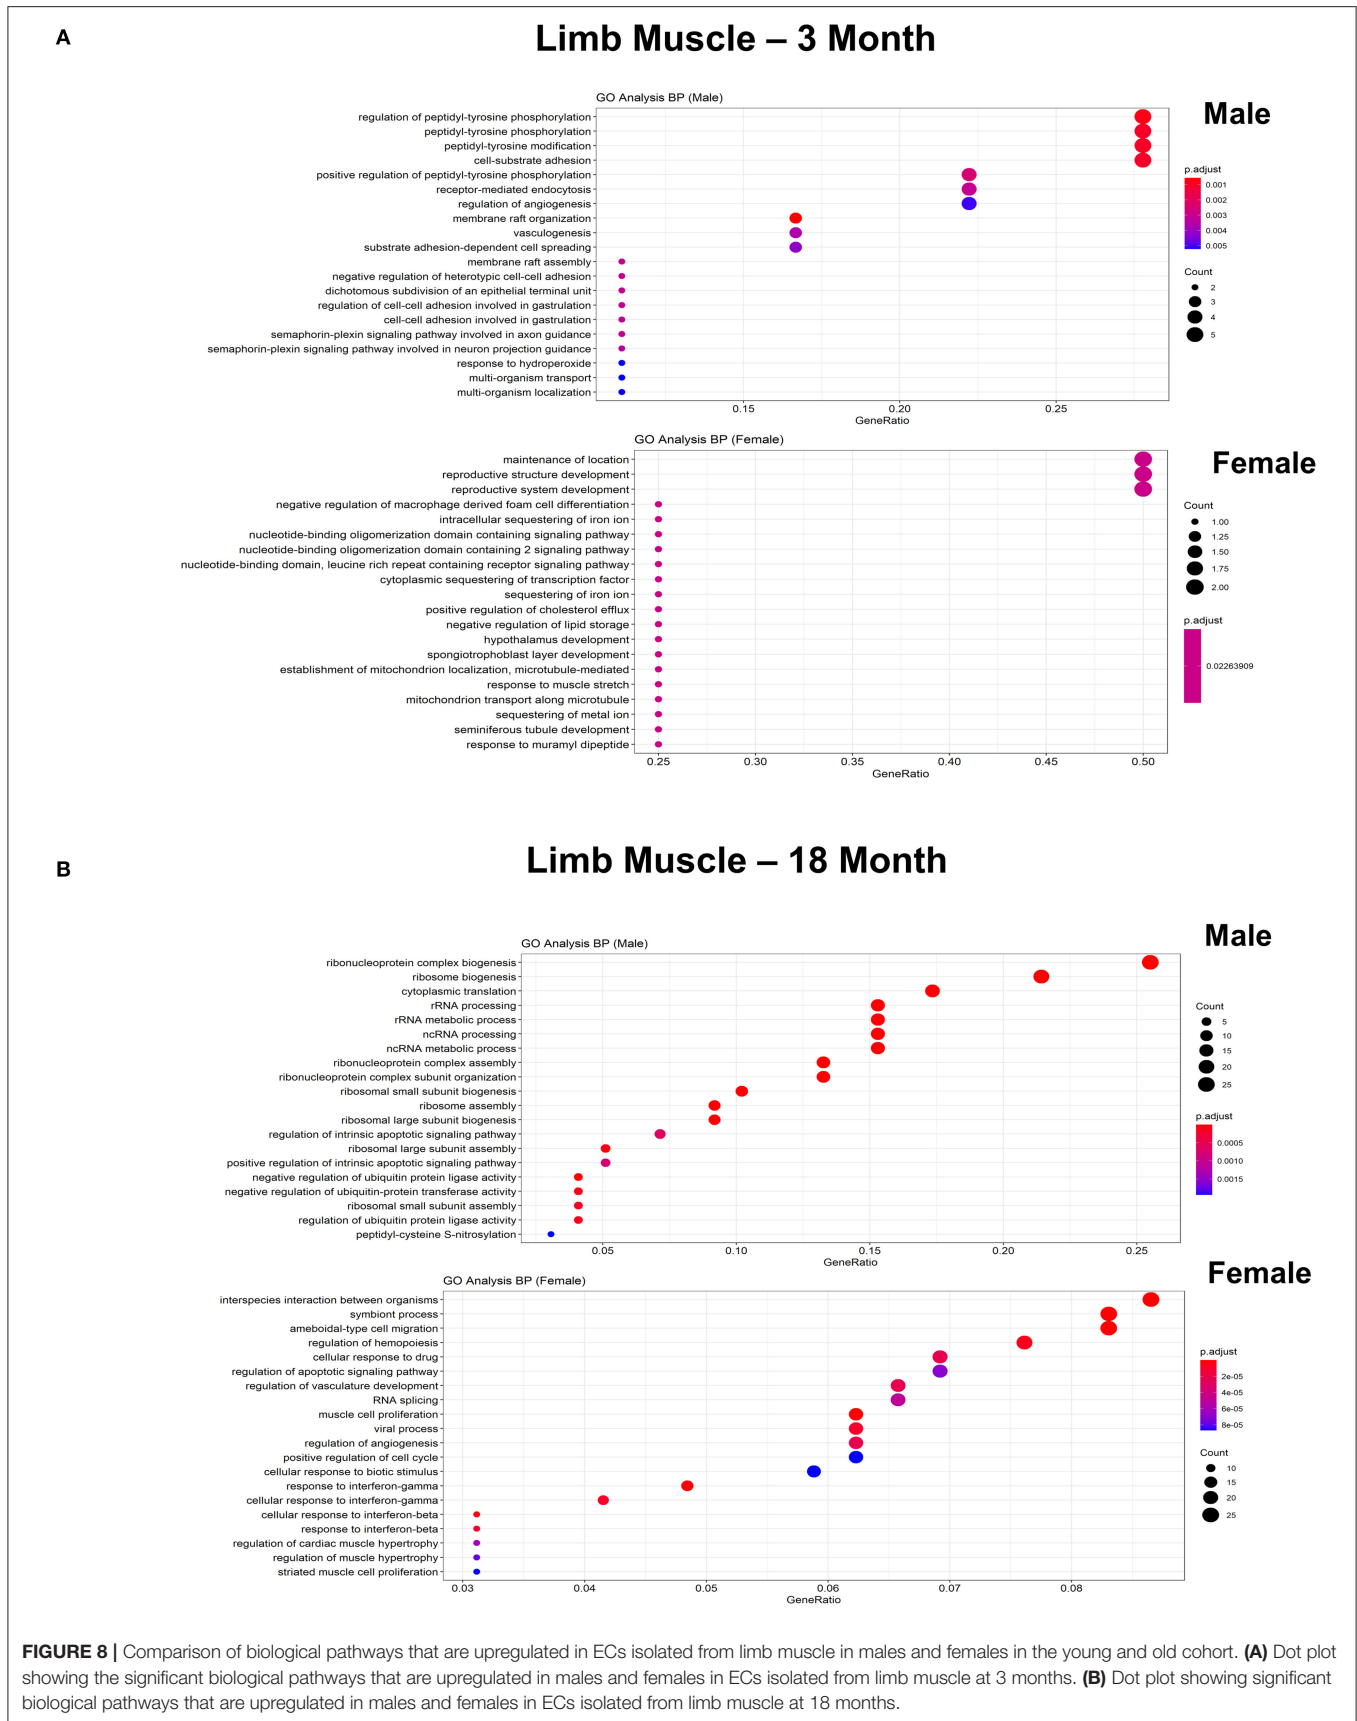 A
Limb Muscle – 3 Month
GO Analysis BP (Male)
Male
regulation of peptidyl-tyrosine phosphorylation
peptidyl-tyrosine phosphorylation
peptidyl-tyrosine modification
cell-substrate adhesion
positive regulation of peptidyl-tyrosine phosphorylation
receptor-mediated endocytosis
regulation of angiogenesis
membrane raft organization
vasculogenesis
substrate adhesion-dependent cell spreading
membrane raft assembly
negative regulation of heterotypic cell-cell adhesion
dichotomous subdivision of an epithelial terminal unit
regulation of cell-cell adhesion involved in gastrulation
cell-cell adhesion involved in gastrulation
semaphorin-plexin signaling pathway involved in axon guidance
semaphorin-plexin signaling pathway involved in neuron projection guidance
response to hydroperoxide
multi-organism transport
multi-organism localization
0.15 0.20 0.25
GeneRatio
p.adjust
0.001
0.002
0.003
0.004
0.005
Count
2
3
4
5
GO Analysis BP (Female)
Female
maintenance of location
reproductive structure development
reproductive system development
negative regulation of macrophage derived foam cell differentiation
intracellular sequestering of iron ion
nucleotide-binding oligomerization domain containing signaling pathway
nucleotide-binding oligomerization domain containing 2 signaling pathway
nucleotide-binding domain, leucine rich repeat containing receptor signaling pathway
cytoplasmic sequestering of transcription factor
sequestering of iron ion
positive regulation of cholesterol efflux
negative regulation of lipid storage
hypothalamus development
spongiotrophoblast layer development
establishment of mitochondrion localization, microtubule-mediated
response to muscle stretch
mitochondrion transport along microtubule
sequestering of metal ion
seminiferous tubule development
response to muramyl dipeptide
0.25 0.30 0.35 0.40 0.45 0.50
GeneRatio
Count
1.00
1.25
1.50
1.75
2.00
p.adjust
0.02263909
B
Limb Muscle – 18 Month
GO Analysis BP (Male)
Male
ribonucleoprotein complex biogenesis
ribosome biogenesis
cytoplasmic translation
rRNA processing
rRNA metabolic process
ncRNA processing
ncRNA metabolic process
ribonucleoprotein complex assembly
ribonucleoprotein complex subunit organization
ribosomal small subunit biogenesis
ribosome assembly
ribosomal large subunit biogenesis
regulation of intrinsic apoptotic signaling pathway
ribosomal large subunit assembly
positive regulation of intrinsic apoptotic signaling pathway
negative regulation of ubiquitin protein ligase activity
negative regulation of ubiquitin-protein transferase activity
ribosomal small subunit assembly
regulation of ubiquitin protein ligase activity
peptidyl-cysteine S-nitrosylation
0.05 0.10 0.15 0.20 0.25
GeneRatio
Count
5
10
15
20
25
p.adjust
0.0005
0.0010
0.0015
GO Analysis BP (Female)
Female
interspecies interaction between organisms
symbiont process
ameboidal-type cell migration
regulation of hemopoiesis
cellular response to drug
regulation of apoptotic signaling pathway
regulation of vasculature development
RNA splicing
muscle cell proliferation
viral process
regulation of angiogenesis
positive regulation of cell cycle
cellular response to biotic stimulus
response to interferon-gamma
cellular response to interferon-gamma
cellular response to interferon-beta
response to interferon-beta
regulation of cardiac muscle hypertrophy
regulation of muscle hypertrophy
striated muscle cell proliferation
0.03 0.04 0.05 0.06 0.07 0.08
GeneRatio
p.adjust
2e-05
4e-05
6e-05
8e-05
Count
10
15
20
25
FIGURE 8 | Comparison of biological pathways that are upregulated in ECs isolated from limb muscle in males and females in the young and old cohort. (A) Dot plot
showing the significant biological pathways that are upregulated in males and females in ECs isolated from limb muscle at 3 months. (B) Dot plot showing significant
biological pathways that are upregulated in males and females in ECs isolated from limb muscle at 18 months.